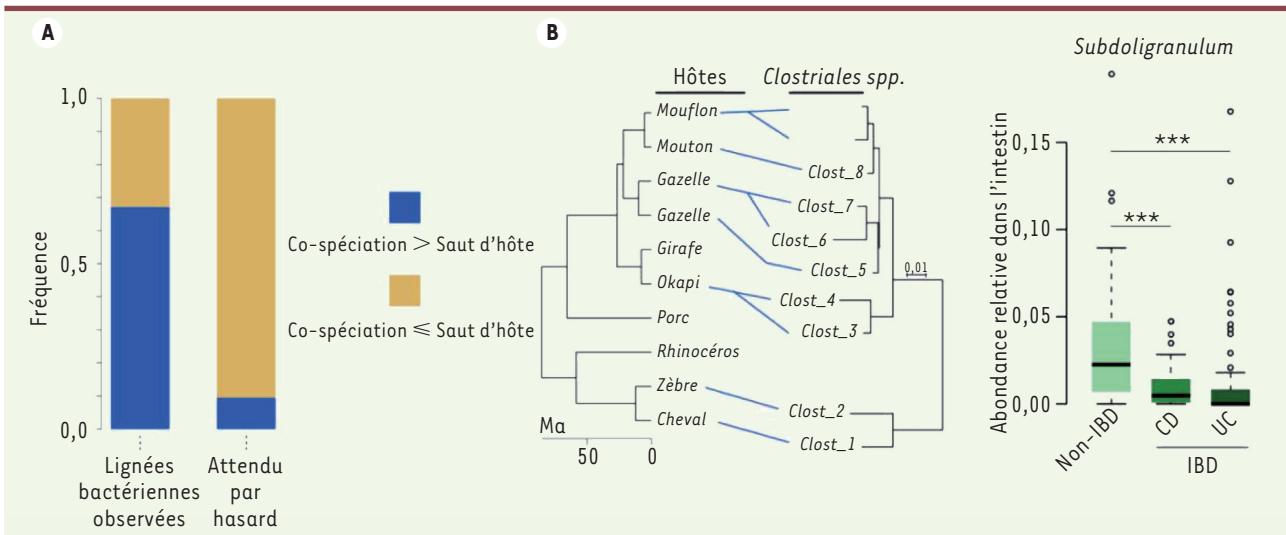 A
Fréquence
1,0
0,5
0,0
Lignées
bactériennes
observées
Attendu
par
hasard
Co-spéciation > Saut d'hôte
Co-spéciation ⩽ Saut d'hôte
B
Hôtes
Clostriales spp.
Mouflon
Mouton
Gazelle
Gazelle
Girafe
Okapi
Porc
Rhinocéros
Zèbre
Cheval
Clost_8
Clost_7
Clost_6
Clost_5
Clost_4
Clost_3
Clost_2
Clost_1
0,01
Ma
50 0
Subdoligranulum
Abondance relative dans l'intestin
0,15
0,10
0,05
0,00
***
***
Non-IBD
CD
UC
IBD